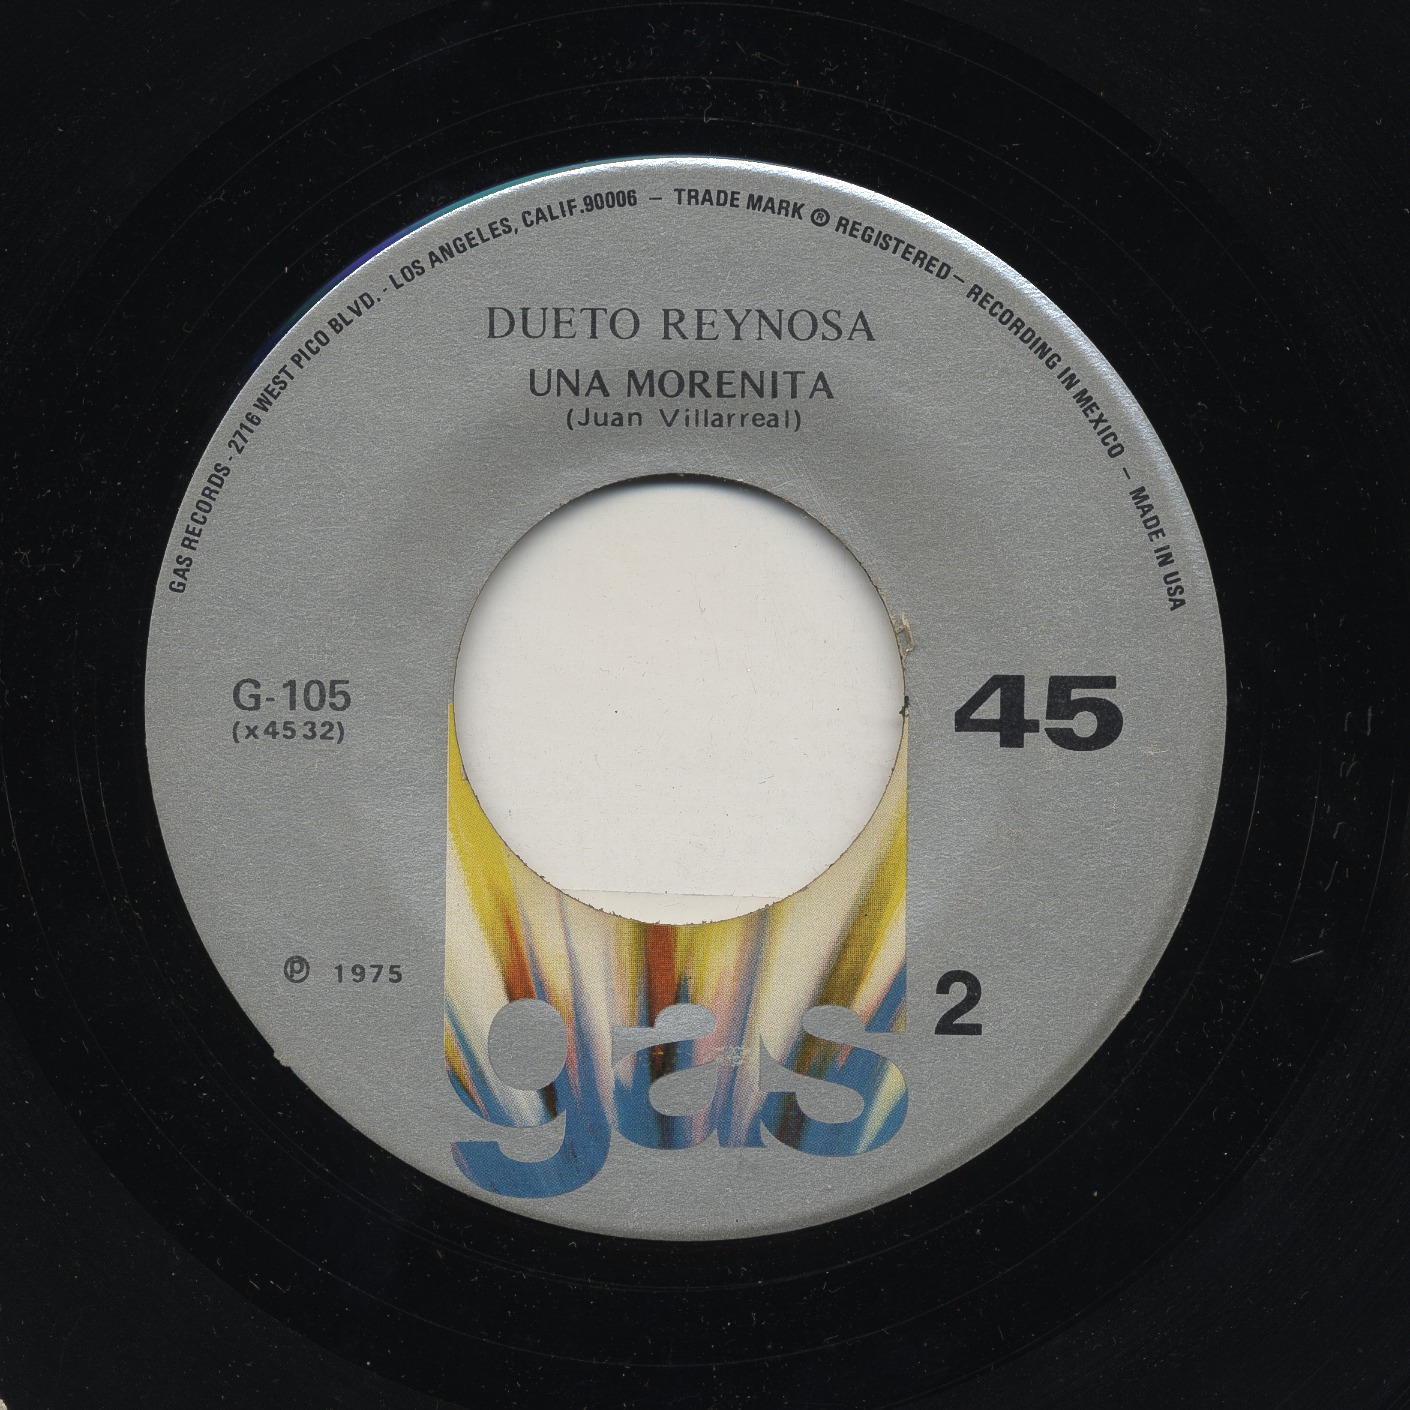 GAS RECORDS - 2716 WEST PICO BLVD. - LOS ANGELES, CALIF.90006 — TRADE MARK ® REGISTERED — RECORDING IN MEXICO — MADE IN USA
DUETO REYNOSA
UNA MORENITA
(Juan Villarreal)
G-105
(x4532)
45
℗ 1975
2
gas